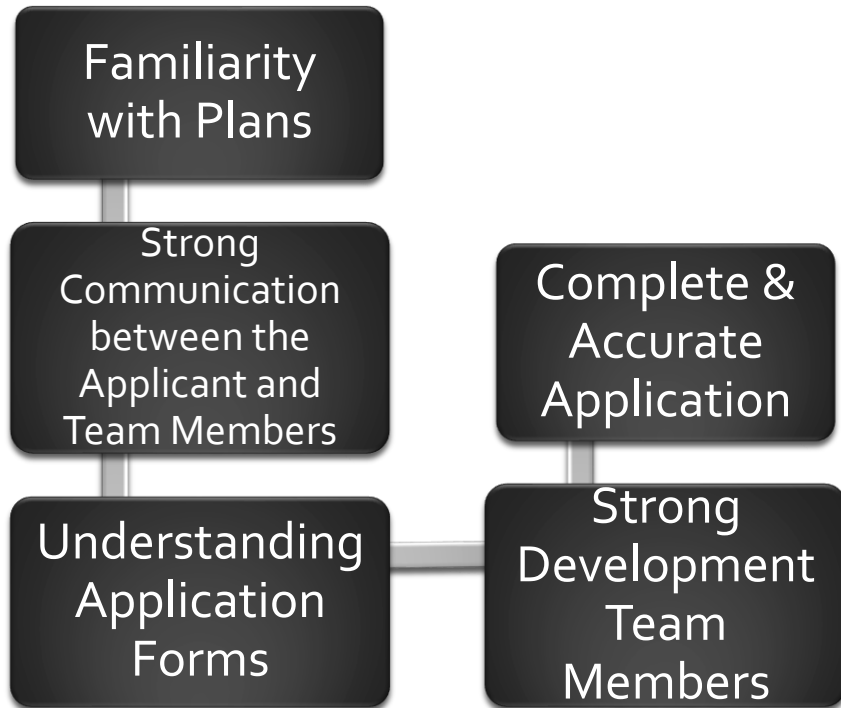 Familiarity
with Plans
Strong
Communication
between the
Applicant and
Team Members
Understanding
Application
Forms
Strong
Development
Team
Members
Complete &
Accurate
Application